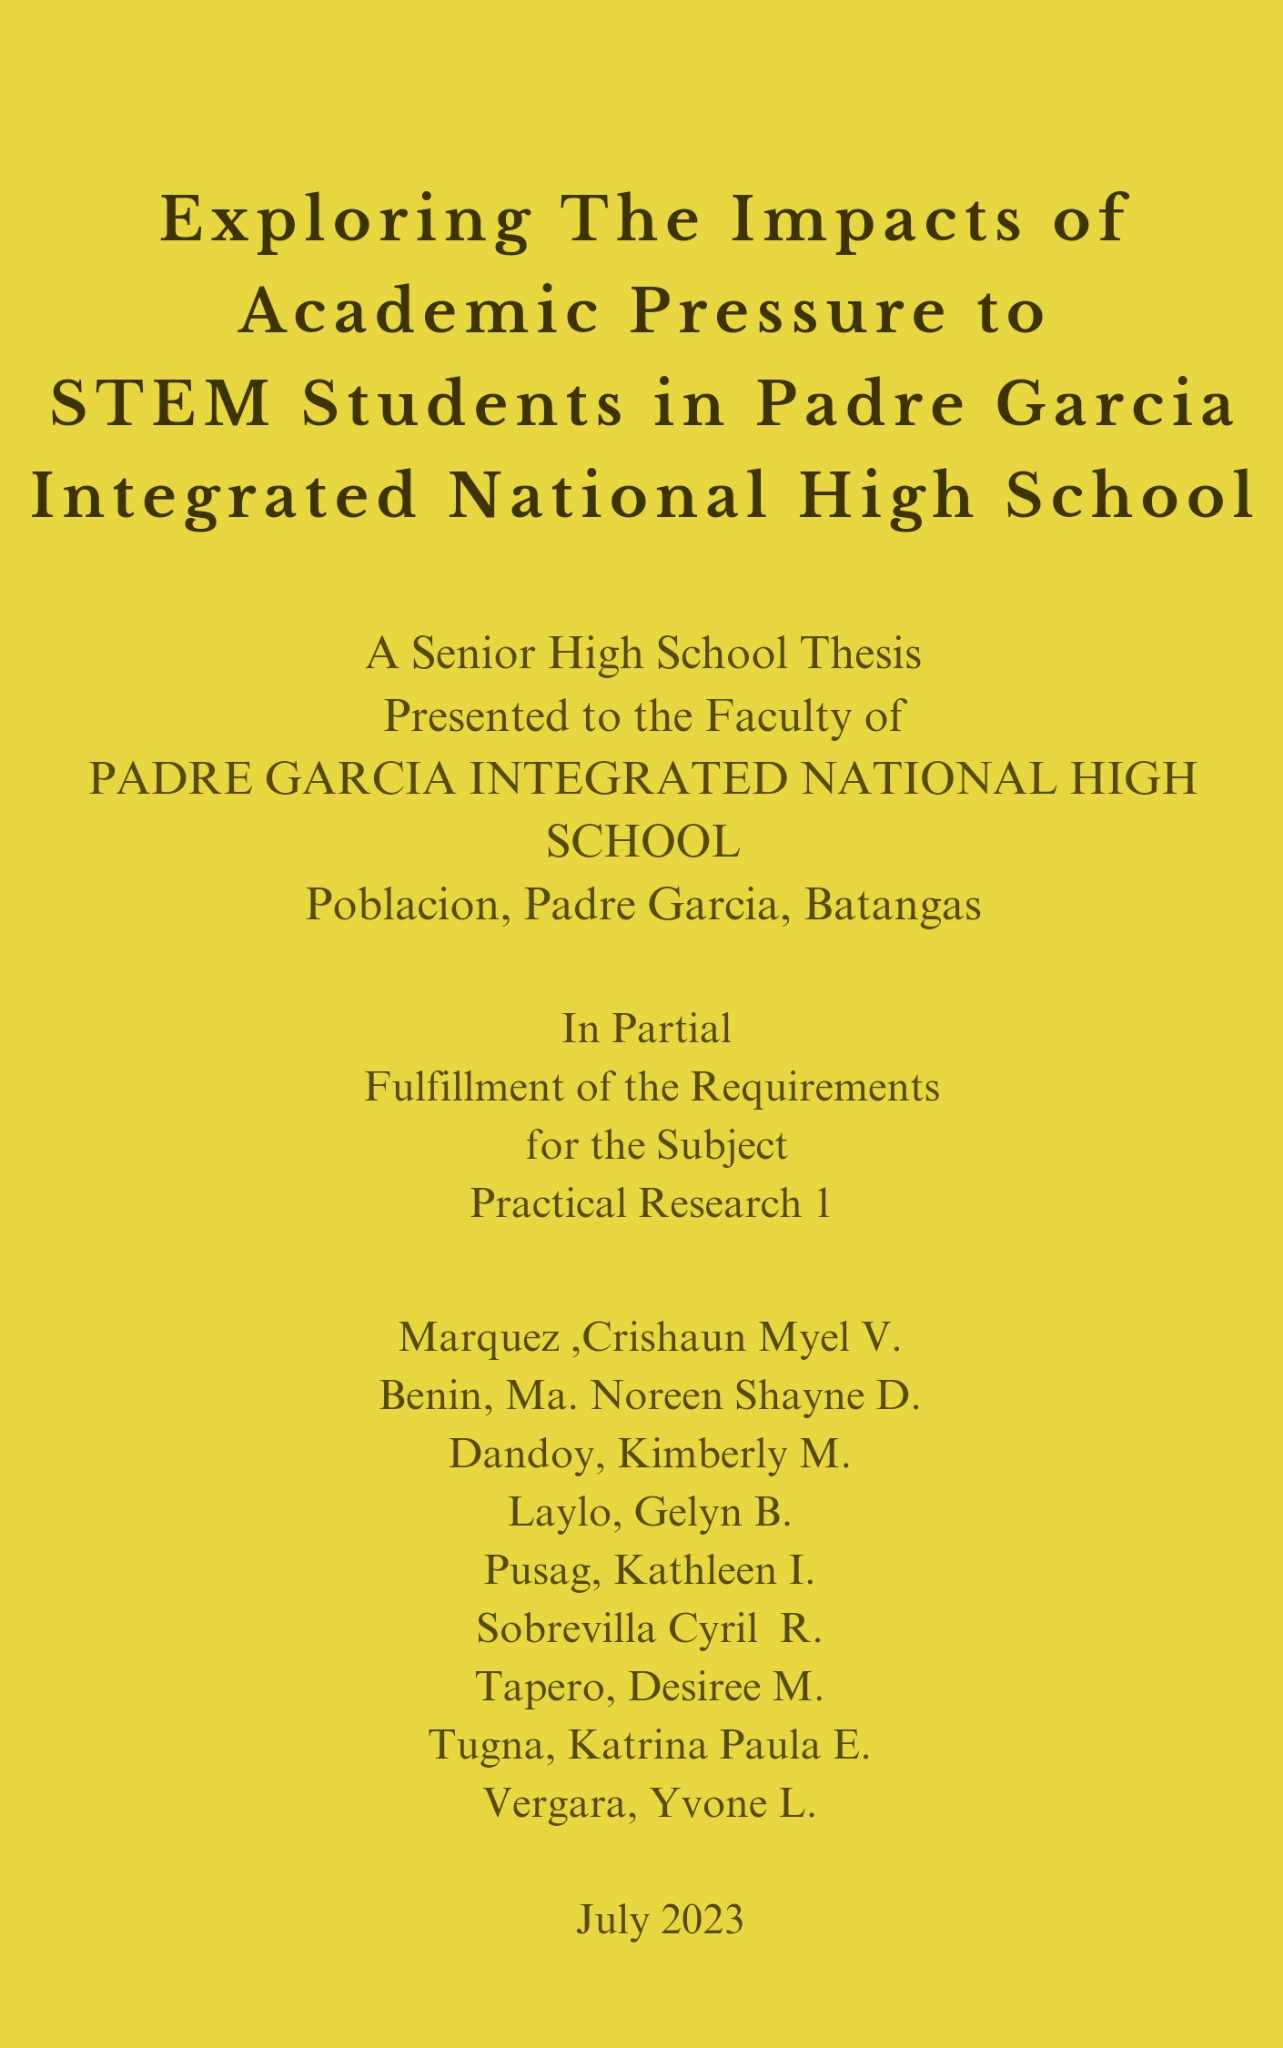 Exploring The Impacts of
Academic Pressure to
STEM Students in Padre Garcia
Integrated National High School
A Senior High School Thesis
Presented to the Faculty of
PADRE GARCIA INTEGRATED NATIONAL HIGH
SCHOOL
Poblacion, Padre Garcia, Batangas
In Partial
Fulfillment of the Requirements
for the Subject
Practical Research 1
Marquez ,Crishaun Myel V.
Benin, Ma. Noreen Shayne D.
Dandoy, Kimberly M.
Laylo, Gelyn B.
Pusag, Kathleen I.
Sobrevilla Cyril  R.
Tapero, Desiree M.
Tugna, Katrina Paula E.
Vergara, Yvone L.
July 2023